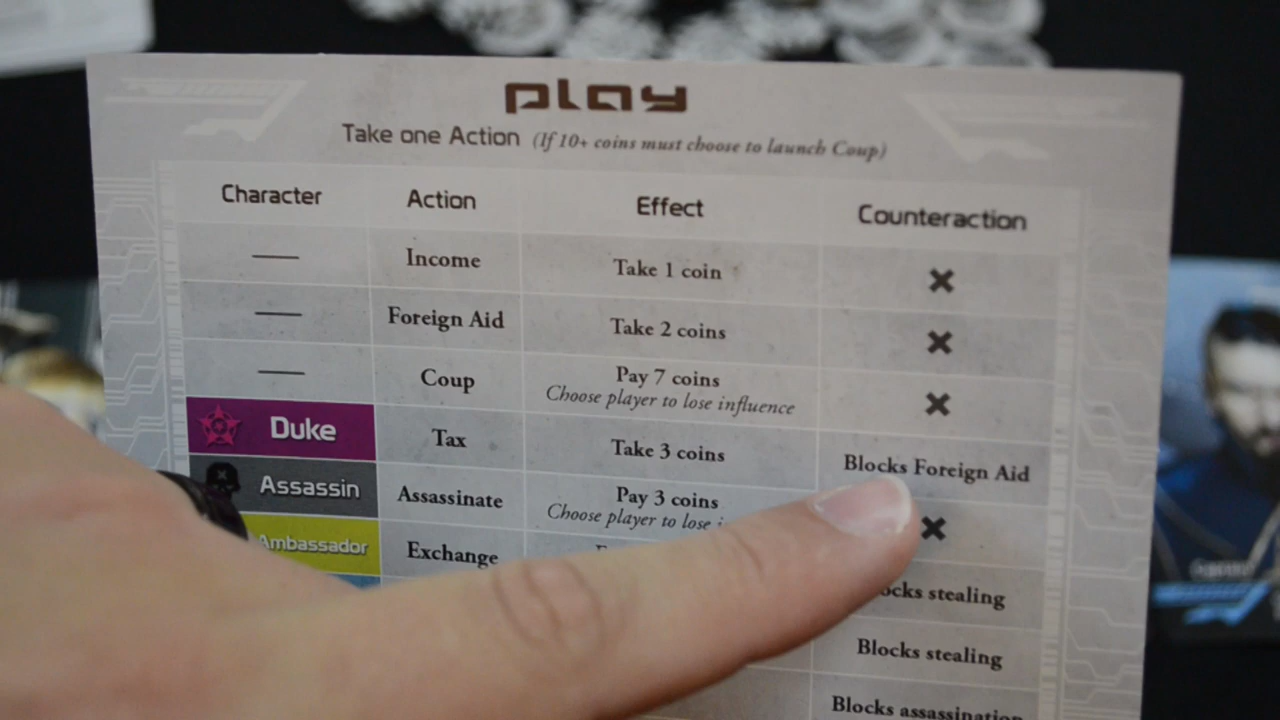 play
Take one Action (If 10+ coins must choose to launch Coup)
Character Action Effect Counteraction
— Income Take 1 coin ×
— Foreign Aid Take 2 coins ×
— Coup Pay 7 coins ×
Choose player to lose influence
Duke Tax Take 3 coins Blocks Foreign Aid
Assassin Assassinate Pay 3 coins ×
Choose player to lose
Ambassador Exchange
stealing
Blocks stealing
Blocks assassination